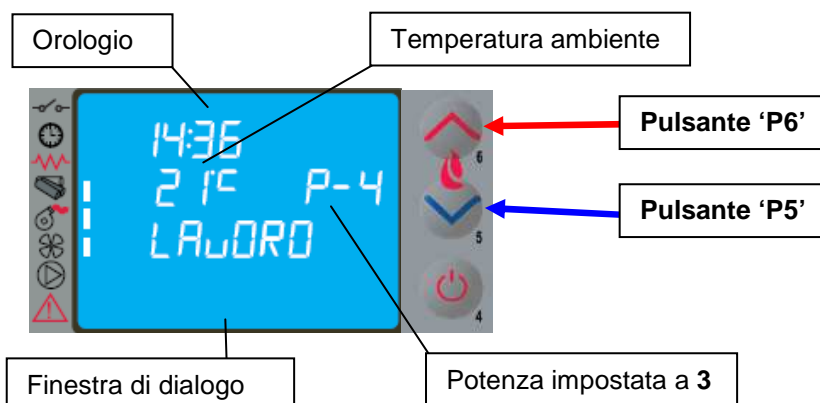 Orologio
Temperatura ambiente
14:36
21°C P-4
LAvORO
6
5
4
Pulsante ‘P6’
Pulsante ‘P5’
Finestra di dialogo
Potenza impostata a 3